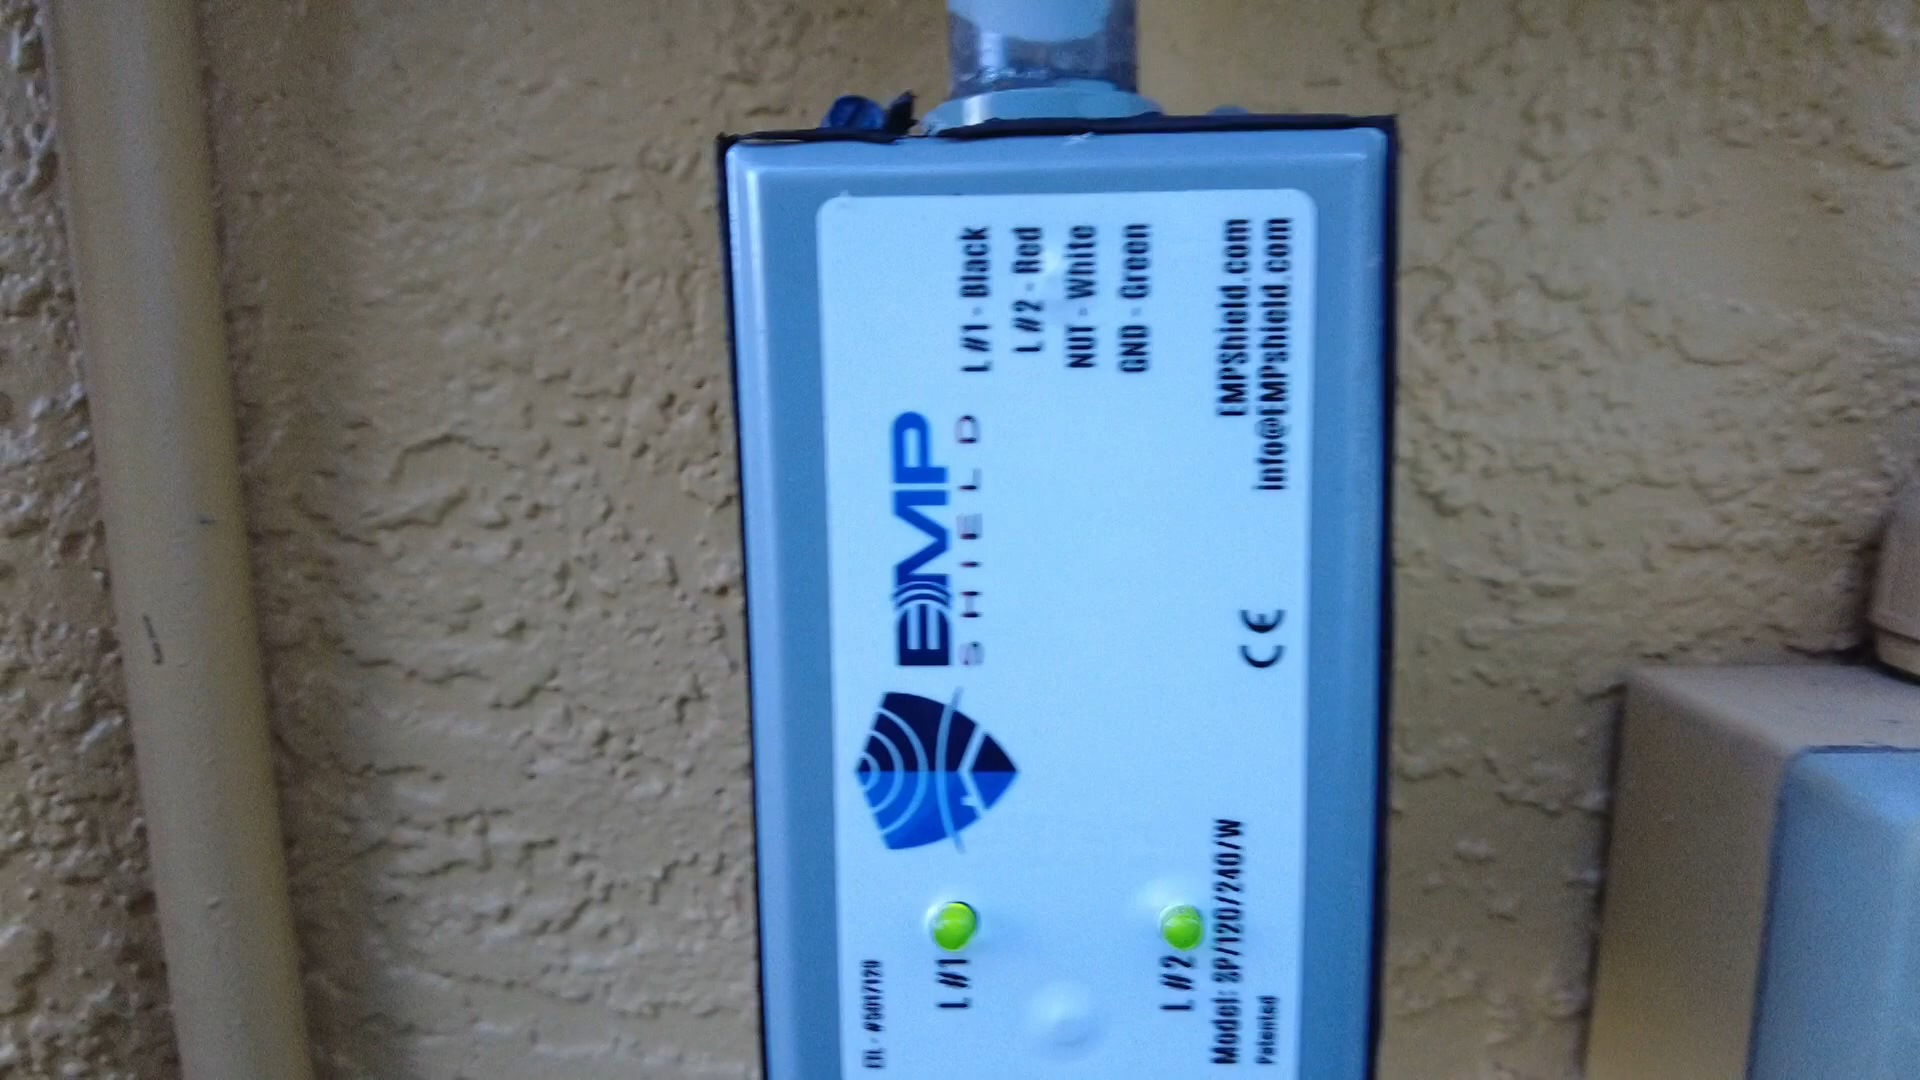 EMP
SHIELD
L #1 - Black
L #2 - Red
NUT - White
GND - Green
EMPShield.com
info@EMPshield.com
CE
L #1
L #2
Model: SP/120/240/W
Patented